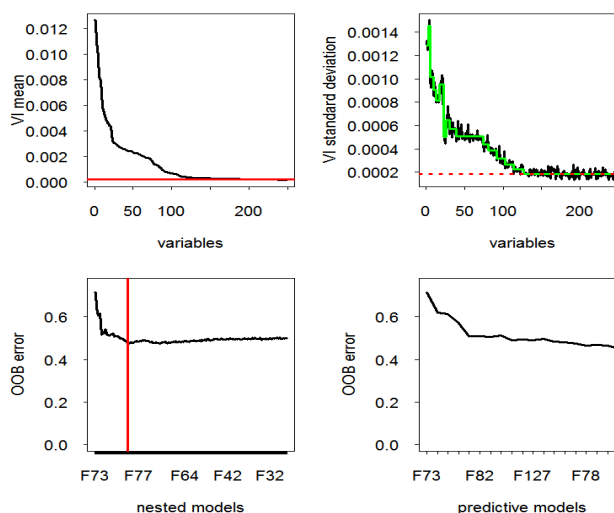 VI mean
0.012
0.010
0.008
0.006
0.004
0.002
0.000
0 50 100 200
variables
VI standard deviation
0.0014
0.0012
0.0010
0.0008
0.0006
0.0004
0.0002
0 50 100 200
variables
OOB error
0.6
0.4
0.2
0.0
F73 F77 F64 F42 F32
nested models
OOB error
0.6
0.4
0.2
0.0
F73 F82 F127 F78
predictive models